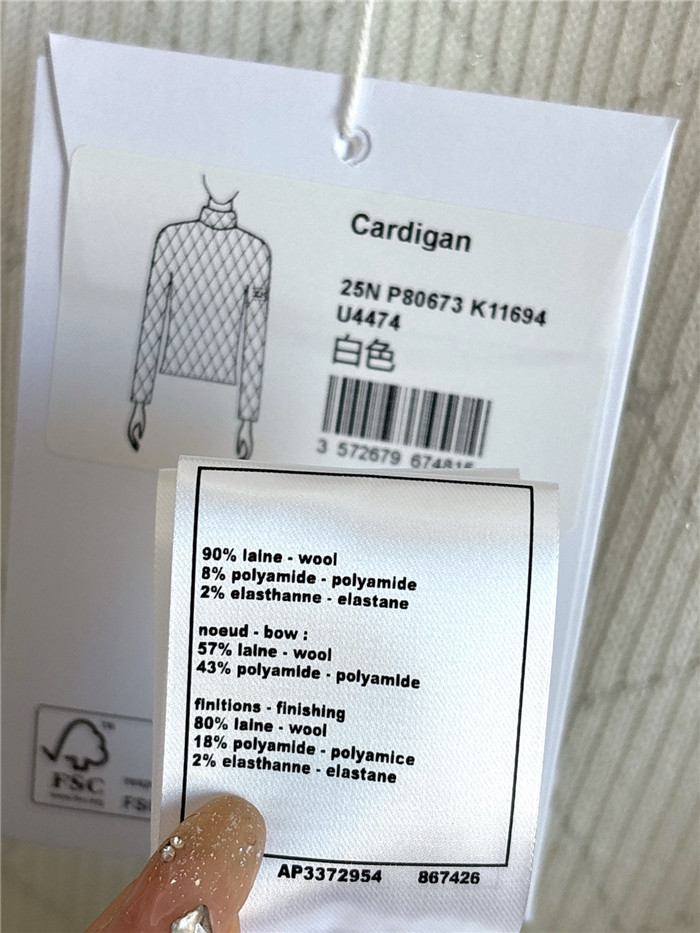 Cardigan
25N P80673 K11694
U4474
白色
3 572679 674815
90% laine - wool
8% polyamide - polyamide
2% elasthanne - elastane
noeud - bow :
57% laine - wool
43% polyamide - polyamide
finitions - finishing
80% laine - wool
18% polyamide - polyamice
2% elasthanne - elastane
TM
FSC
FS
AP3372954 867426